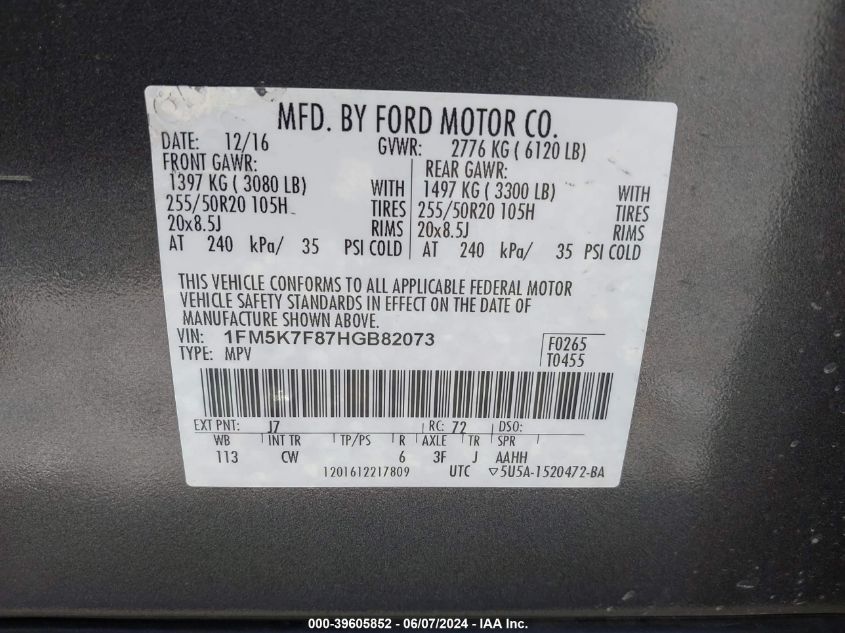 MFD. BY FORD MOTOR CO.
DATE: 12/16 GVWR: 2776 KG ( 6120 LB)
FRONT GAWR: REAR GAWR:
1397 KG ( 3080 LB) WITH 1497 KG ( 3300 LB) WITH
255/50R20 105H TIRES 255/50R20 105H TIRES
20x8.5J RIMS 20x8.5J RIMS
AT 240 kPa/ 35 PSI COLD AT 240 kPa/ 35 PSI COLD
THIS VEHICLE CONFORMS TO ALL APPLICABLE FEDERAL MOTOR
VEHICLE SAFETY STANDARDS IN EFFECT ON THE DATE OF
MANUFACTURE SHOWN ABOVE.
VIN: 1FM5K7F87HGB82073 F0265
TYPE: MPV T0455
EXT PNT: J7 RC: 72 DSO:
WB INT TR TP/PS R AXLE TR SPR
113 CW 6 3F J AAHH
1201612217809 UTC ▽5U5A-1520472-BA
000-39605852 - 06/07/2024 - US - IAA, Inc.